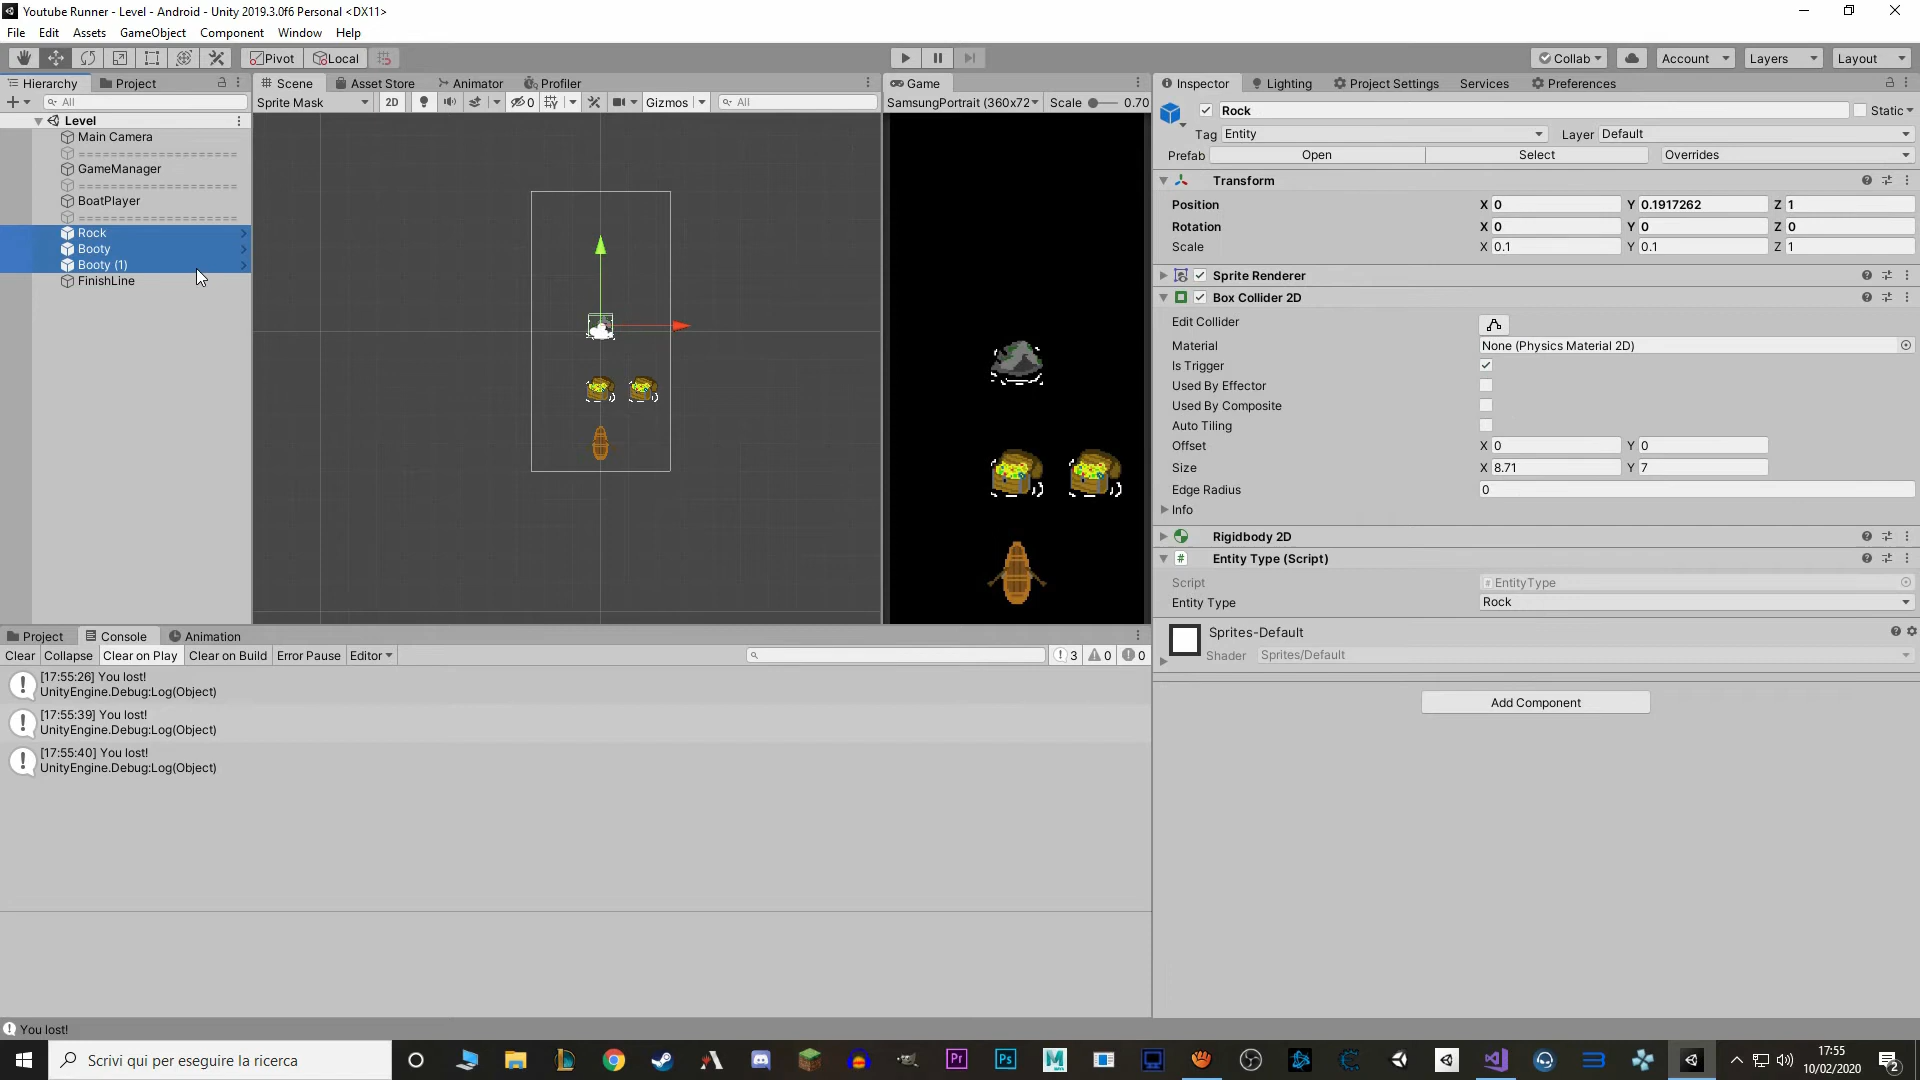 Youtube Runner - Level - Android - Unity 2019.3.0f6 Personal <DX11>
File Edit Assets GameObject Component Window Help
Pivot Local Collab Account Layers Layout
Hierarchy Project Scene Asset Store Animator Profiler Game Inspector Lighting Project Settings Services Preferences
All Sprite Mask 2D 0 Gizmos All SamsungPortrait (360x72 Scale 0.70
Level
Main Camera
====================
GameManager
====================
BoatPlayer
====================
Rock
Booty
Booty (1)
FinishLine
Rock Static
Tag Entity Layer Default
Prefab Open Select Overrides
Transform
Position X 0 Y 0.1917262 Z 1
Rotation X 0 Y 0 Z 0
Scale X 0.1 Y 0.1 Z 1
Sprite Renderer
Box Collider 2D
Edit Collider
Material None (Physics Material 2D)
Is Trigger
Used By Effector
Used By Composite
Auto Tiling
Offset X 0 Y 0
Size X 8.71 Y 7
Edge Radius 0
Info
Rigidbody 2D
Entity Type (Script)
Script EntityType
Entity Type Rock
Sprites-Default
Shader Sprites/Default
Add Component
Project Console Animation
Clear Collapse Clear on Play Clear on Build Error Pause Editor 3 0 0
[17:55:26] You lost!
UnityEngine.Debug:Log(Object)
[17:55:39] You lost!
UnityEngine.Debug:Log(Object)
[17:55:40] You lost!
UnityEngine.Debug:Log(Object)
You lost!
Scrivi qui per eseguire la ricerca
Pr Ps M
17:55
10/02/2020
2